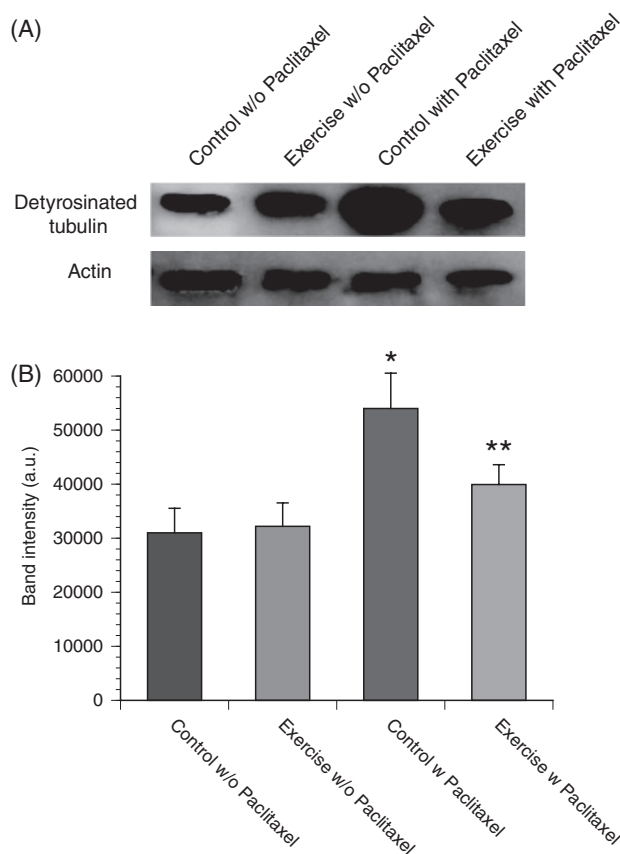 (A)
Control w/o Paclitaxel
Exercise w/o Paclitaxel
Control with Paclitaxel
Exercise with Paclitaxel
Detyrosinated
tubulin
Actin
(B)
60000
50000
40000
30000
20000
10000
0
Band intensity (a.u.)
*
**
Control w/o Paclitaxel
Exercise w/o Paclitaxel
Control w Paclitaxel
Exercise w Paclitaxel